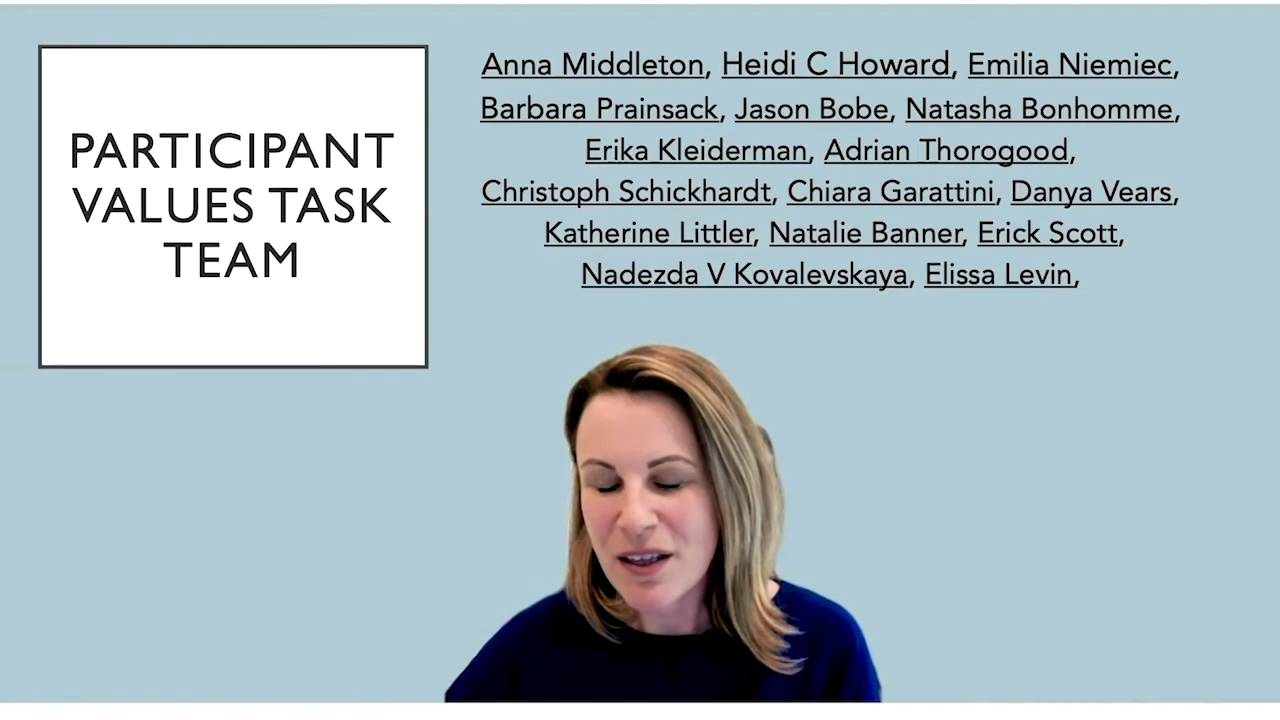 PARTICIPANT
VALUES TASK
TEAM
Anna Middleton, Heidi C Howard, Emilia Niemiec,
Barbara Prainsack, Jason Bobe, Natasha Bonhomme,
Erika Kleiderman, Adrian Thorogood,
Christoph Schickhardt, Chiara Garattini, Danya Vears,
Katherine Littler, Natalie Banner, Erick Scott,
Nadezda V Kovalevskaya, Elissa Levin,